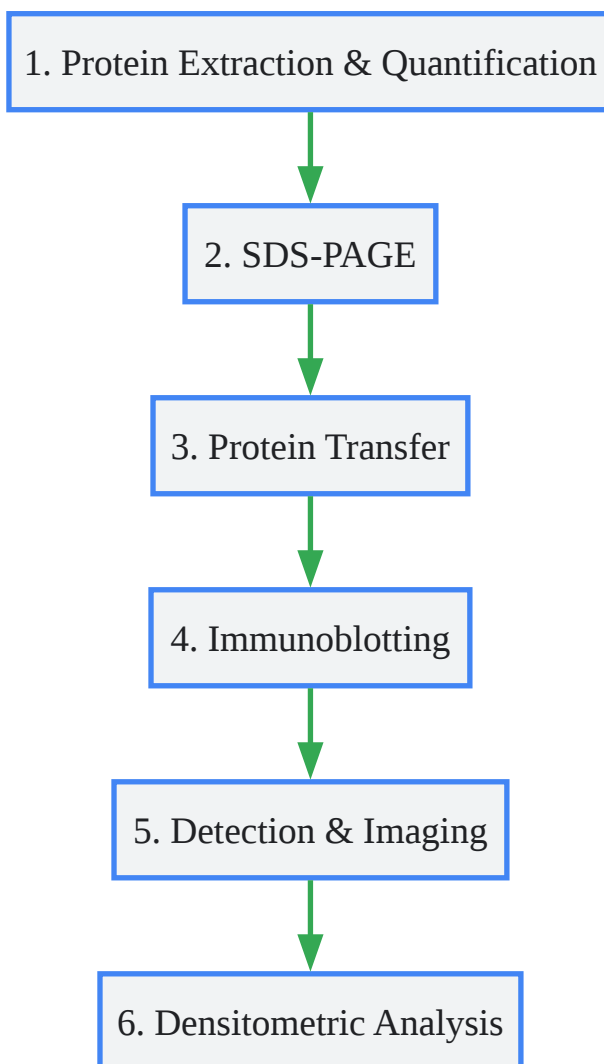 1. Protein Extraction & Quantification
2. SDS-PAGE
3. Protein Transfer
4. Immunoblotting
5. Detection & Imaging
6. Densitometric Analysis